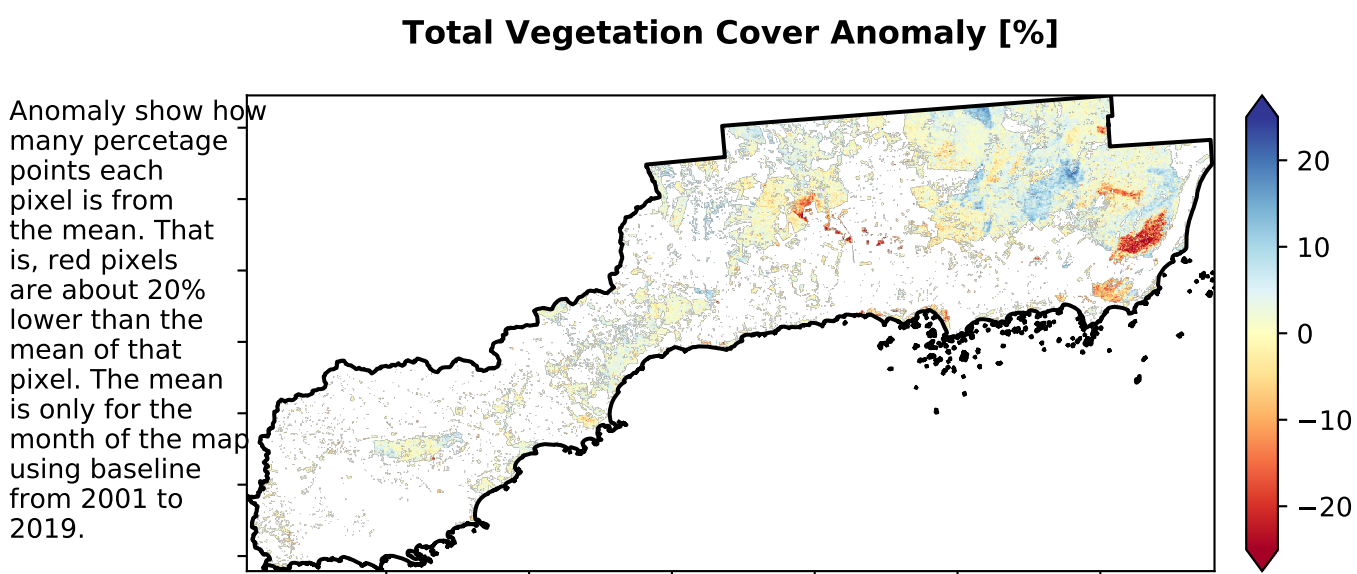 Total Vegetation Cover Anomaly [%]
Anomaly show how
many percetage
points each
pixel is from
the mean. That
is, red pixels
are about 20%
lower than the
mean of that
pixel. The mean
is only for the
month of the map
using baseline
from 2001 to
2019.
20
10
0
−10
−20